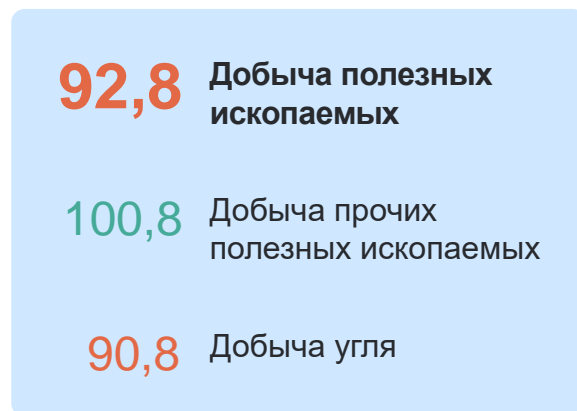 92,8 Добыча полезных
ископаемых
100,8 Добыча прочих
полезных ископаемых
90,8 Добыча угля